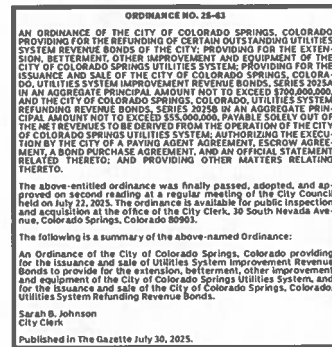 ORDINANCE NO. 25-63
AN ORDINANCE OF THE CITY OF COLORADO SPRINGS, COLORADO
PROVIDING FOR THE REFUNDING OF CERTAIN OUTSTANDING UTILITIES
SYSTEM REVENUE BONDS OF THE CITY; PROVIDING FOR THE EXTEN-
SION, BETTERMENT, OTHER IMPROVEMENT AND EQUIPMENT OF THE
CITY OF COLORADO SPRINGS UTILITIES SYSTEM; PROVIDING FOR THE
ISSUANCE AND SALE OF THE CITY OF COLORADO SPRINGS, COLORA-
DO, UTILITIES SYSTEM IMPROVEMENT REVENUE BONDS, SERIES 2025A
IN AN AGGREGATE PRINCIPAL AMOUNT NOT TO EXCEED $700,000,000,
AND THE CITY OF COLORADO SPRINGS, COLORADO, UTILITIES SYSTEM
REFUNDING REVENUE BONDS, SERIES 2025B IN AN AGGREGATE PRIN-
CIPAL AMOUNT NOT TO EXCEED $55,000,000, PAYABLE SOLELY OUT OF
THE NET REVENUES TO BE DERIVED FROM THE OPERATION OF THE CITY
OF COLORADO SPRINGS UTILITIES SYSTEM; AUTHORIZING THE EXECU-
TION BY THE CITY OF A PAYING AGENT AGREEMENT, ESCROW AGREE-
MENT, A BOND PURCHASE AGREEMENT, AND AN OFFICIAL STATEMENT
RELATED THERETO; AND PROVIDING OTHER MATTERS RELATING
THERETO.
The above-entitled ordinance was finally passed, adopted, and ap-
proved on second reading at a regular meeting of the City Council
held on July 22, 2025. The ordinance is available for public inspection
and acquisition at the office of the City Clerk, 30 South Nevada Ave-
nue, Colorado Springs, Colorado 80903.
The following is a summary of the above-named Ordinance:
An Ordinance of the City of Colorado Springs, Colorado providing
for the issuance and sale of Utilities System Improvement Revenue
Bonds to provide for the extension, betterment, other improvement
and equipment of the City of Colorado Springs Utilities System, and
for the issuance and sale of the City of Colorado Springs, Colorado,
Utilities System Refunding Revenue Bonds.
Sarah B. Johnson
City Clerk
Published in The Gazette July 30, 2025.